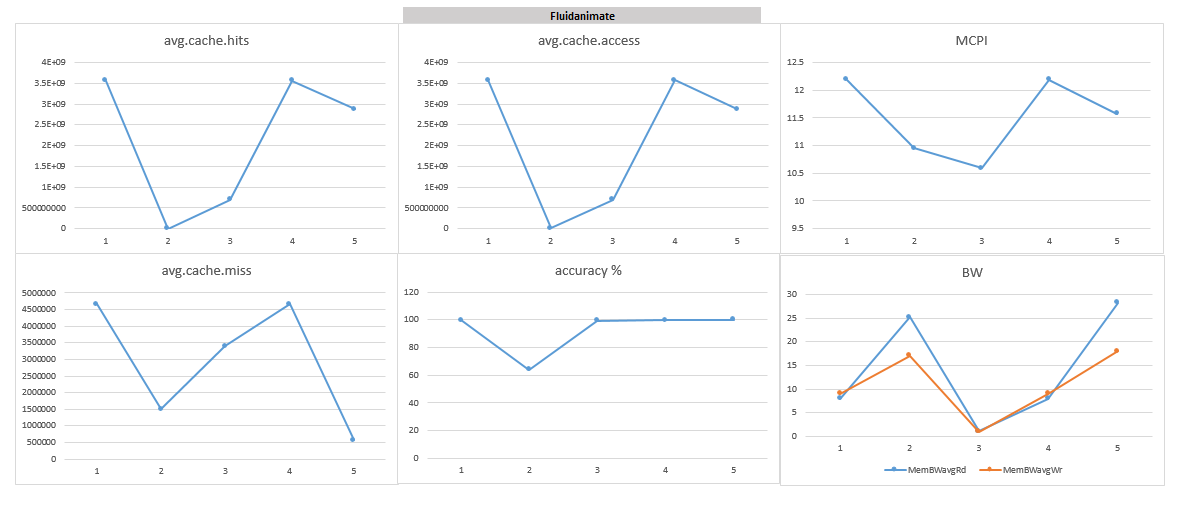 Fluidanimate
avg.cache.hits
4E+09
3.5E+09
3E+09
2.5E+09
2E+09
1.5E+09
1E+09
500000000
0
1 2 3 4 5
avg.cache.access
4E+09
3.5E+09
3E+09
2.5E+09
2E+09
1.5E+09
1E+09
500000000
0
1 2 3 4 5
MCPI
12.5
12
11.5
11
10.5
10
9.5
1 2 3 4 5
avg.cache.miss
5000000
4500000
4000000
3500000
3000000
2500000
2000000
1500000
1000000
500000
0
1 2 3 4 5
accuracy %
120
100
80
60
40
20
0
1 2 3 4 5
BW
30
25
20
15
10
5
0
1 2 3 4 5
MemBWavgRd MemBWavgWr